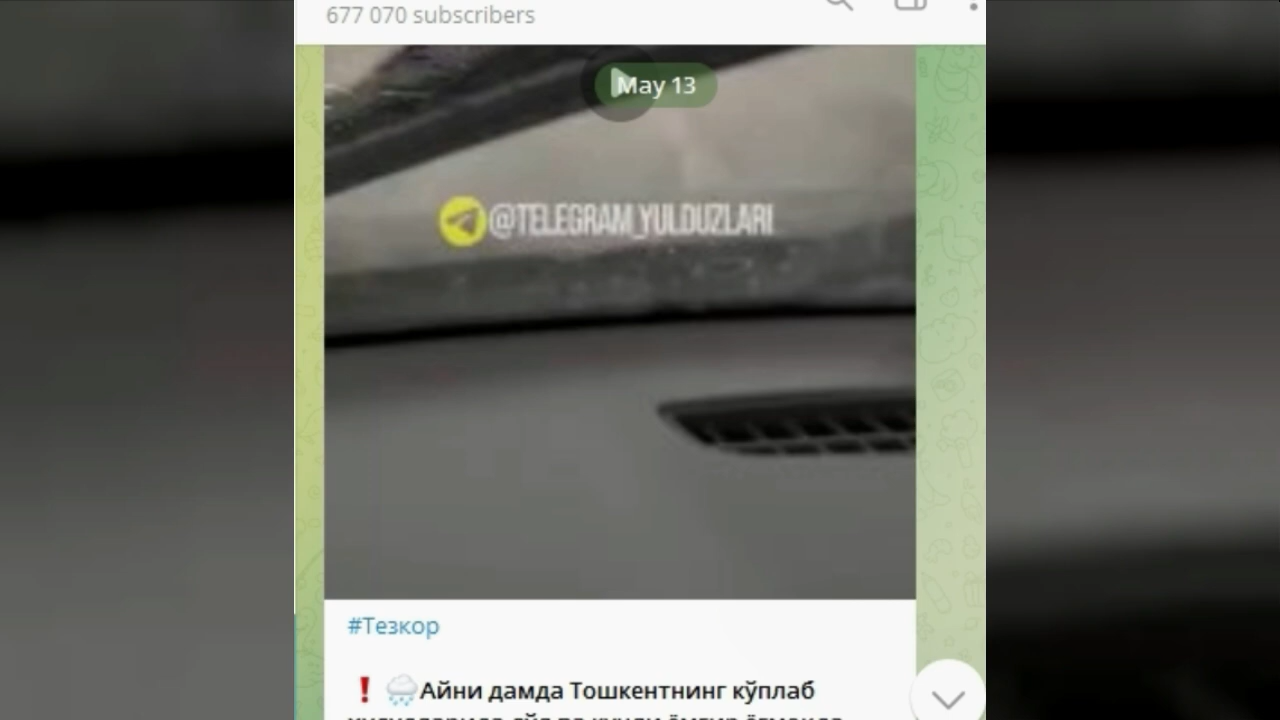 677 070 subscribers
May 13
@TELEGRAM_YULDUZLARI
#Тезкор
❗🌧Айни дамда Тошкентнинг кўплаб